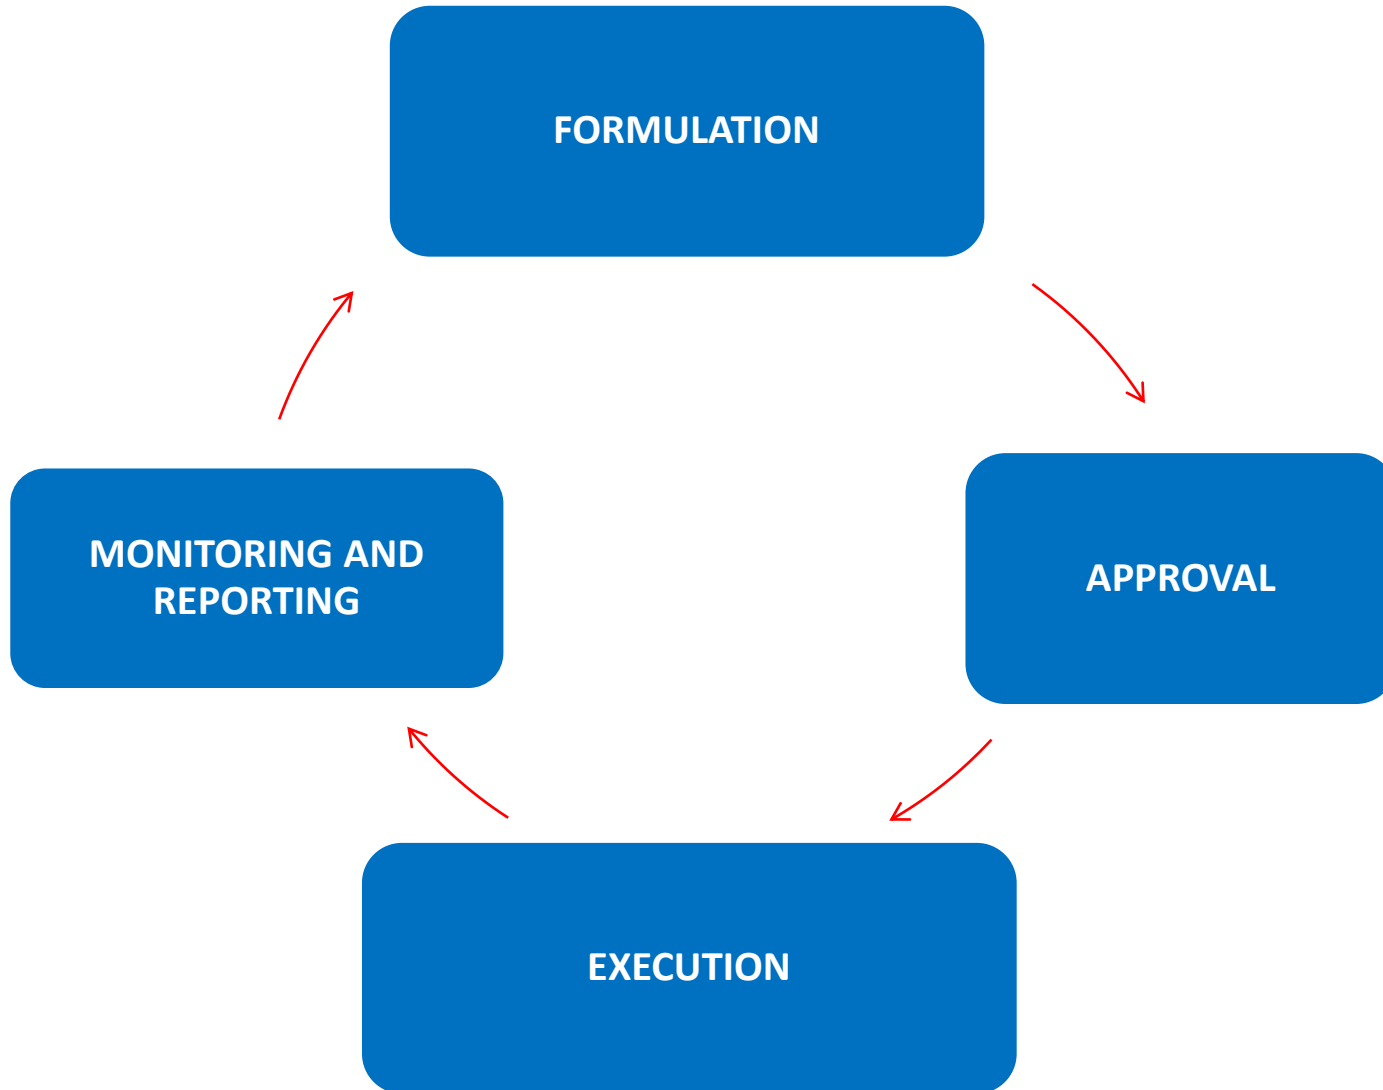 FORMULATION
MONITORING AND
REPORTING
APPROVAL
EXECUTION